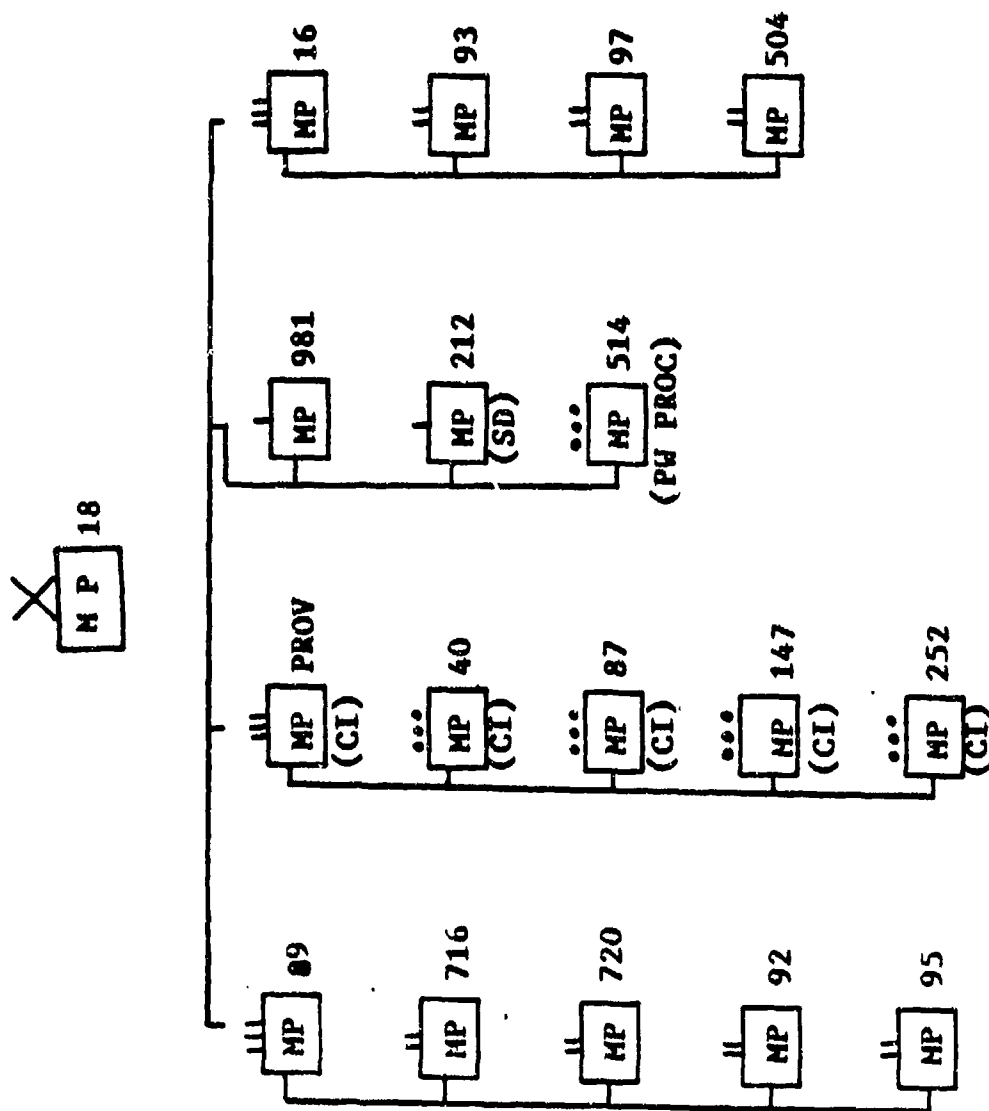 MP 18
MP 89
MP 716
MP 720
MP 92
MP 95
MP PROV
(CI)
MP 40
(CI)
MP 87
(CI)
MP 147
(CI)
MP 252
(CI)
MP 981
MP 212
(SD)
MP 514
(PW PROC)
MP 16
MP 93
MP 97
MP 504